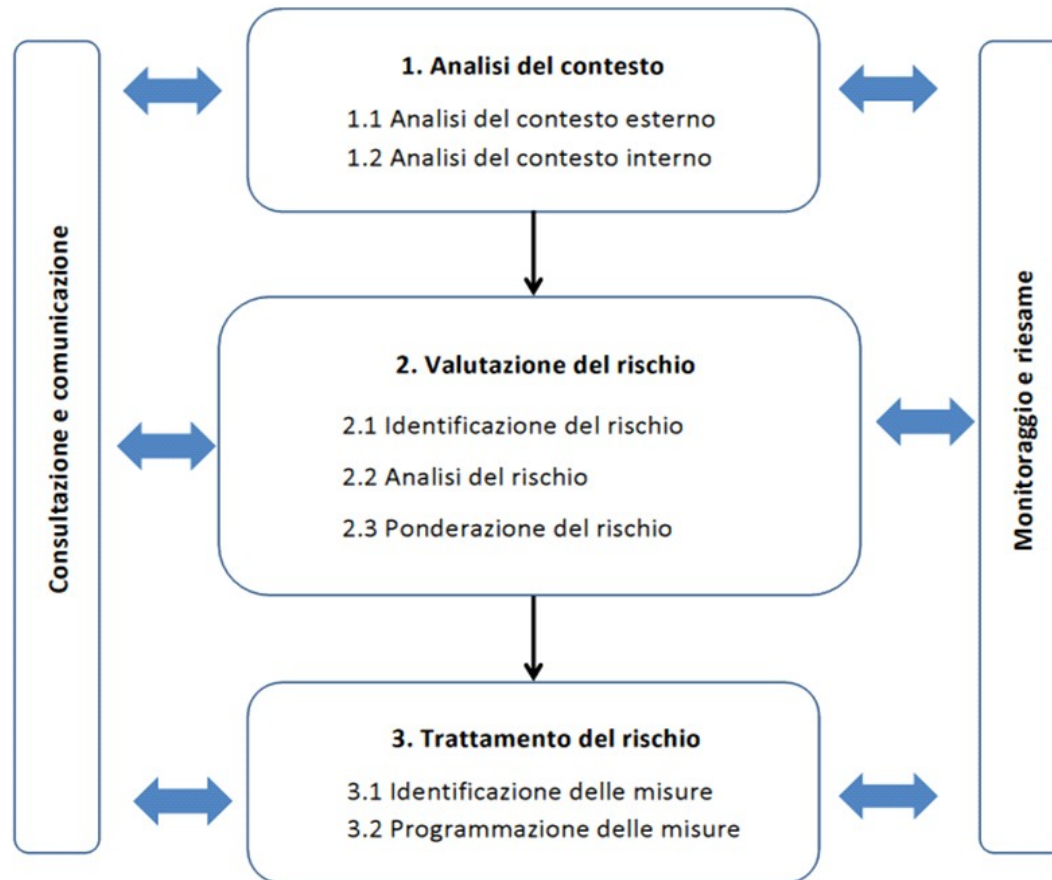 Consultazione e comunicazione
1. Analisi del contesto
1.1 Analisi del contesto esterno
1.2 Analisi del contesto interno
2. Valutazione del rischio
2.1 Identificazione del rischio
2.2 Analisi del rischio
2.3 Ponderazione del rischio
3. Trattamento del rischio
3.1 Identificazione delle misure
3.2 Programmazione delle misure
Monitoraggio e riesame